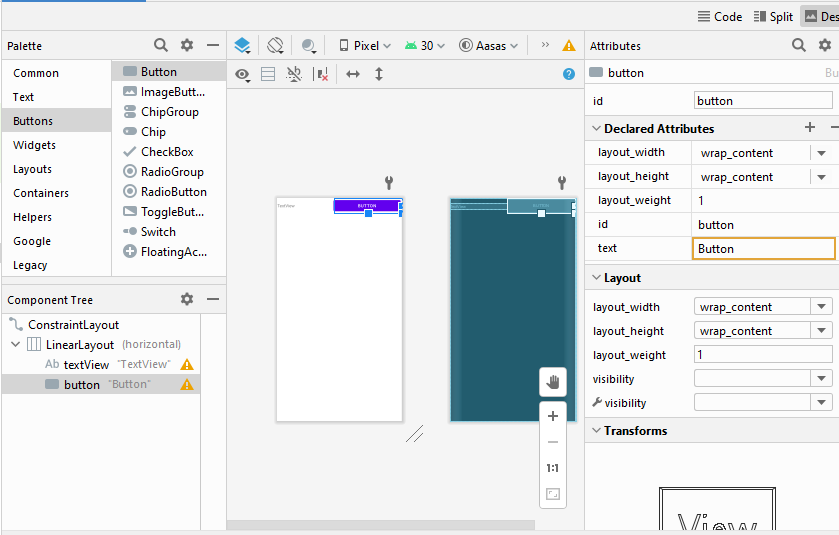 Code Split Des
Palette
Pixel 30 Aasas
Attributes
Common
Text
Buttons
Widgets
Layouts
Containers
Helpers
Google
Legacy
Button
ImageButt...
ChipGroup
Chip
CheckBox
RadioGroup
RadioButton
ToggleBut...
Switch
FloatingAc...
button Bu
id button
Declared Attributes
layout_width wrap_content
layout_height wrap_content
layout_weight 1
id button
text Button
Layout
layout_width wrap_content
layout_height wrap_content
layout_weight 1
visibility
visibility
Transforms
View
TextView BUTTON
1:1
Component Tree
ConstraintLayout
LinearLayout (horizontal)
Ab textView "TextView"
button "Button"